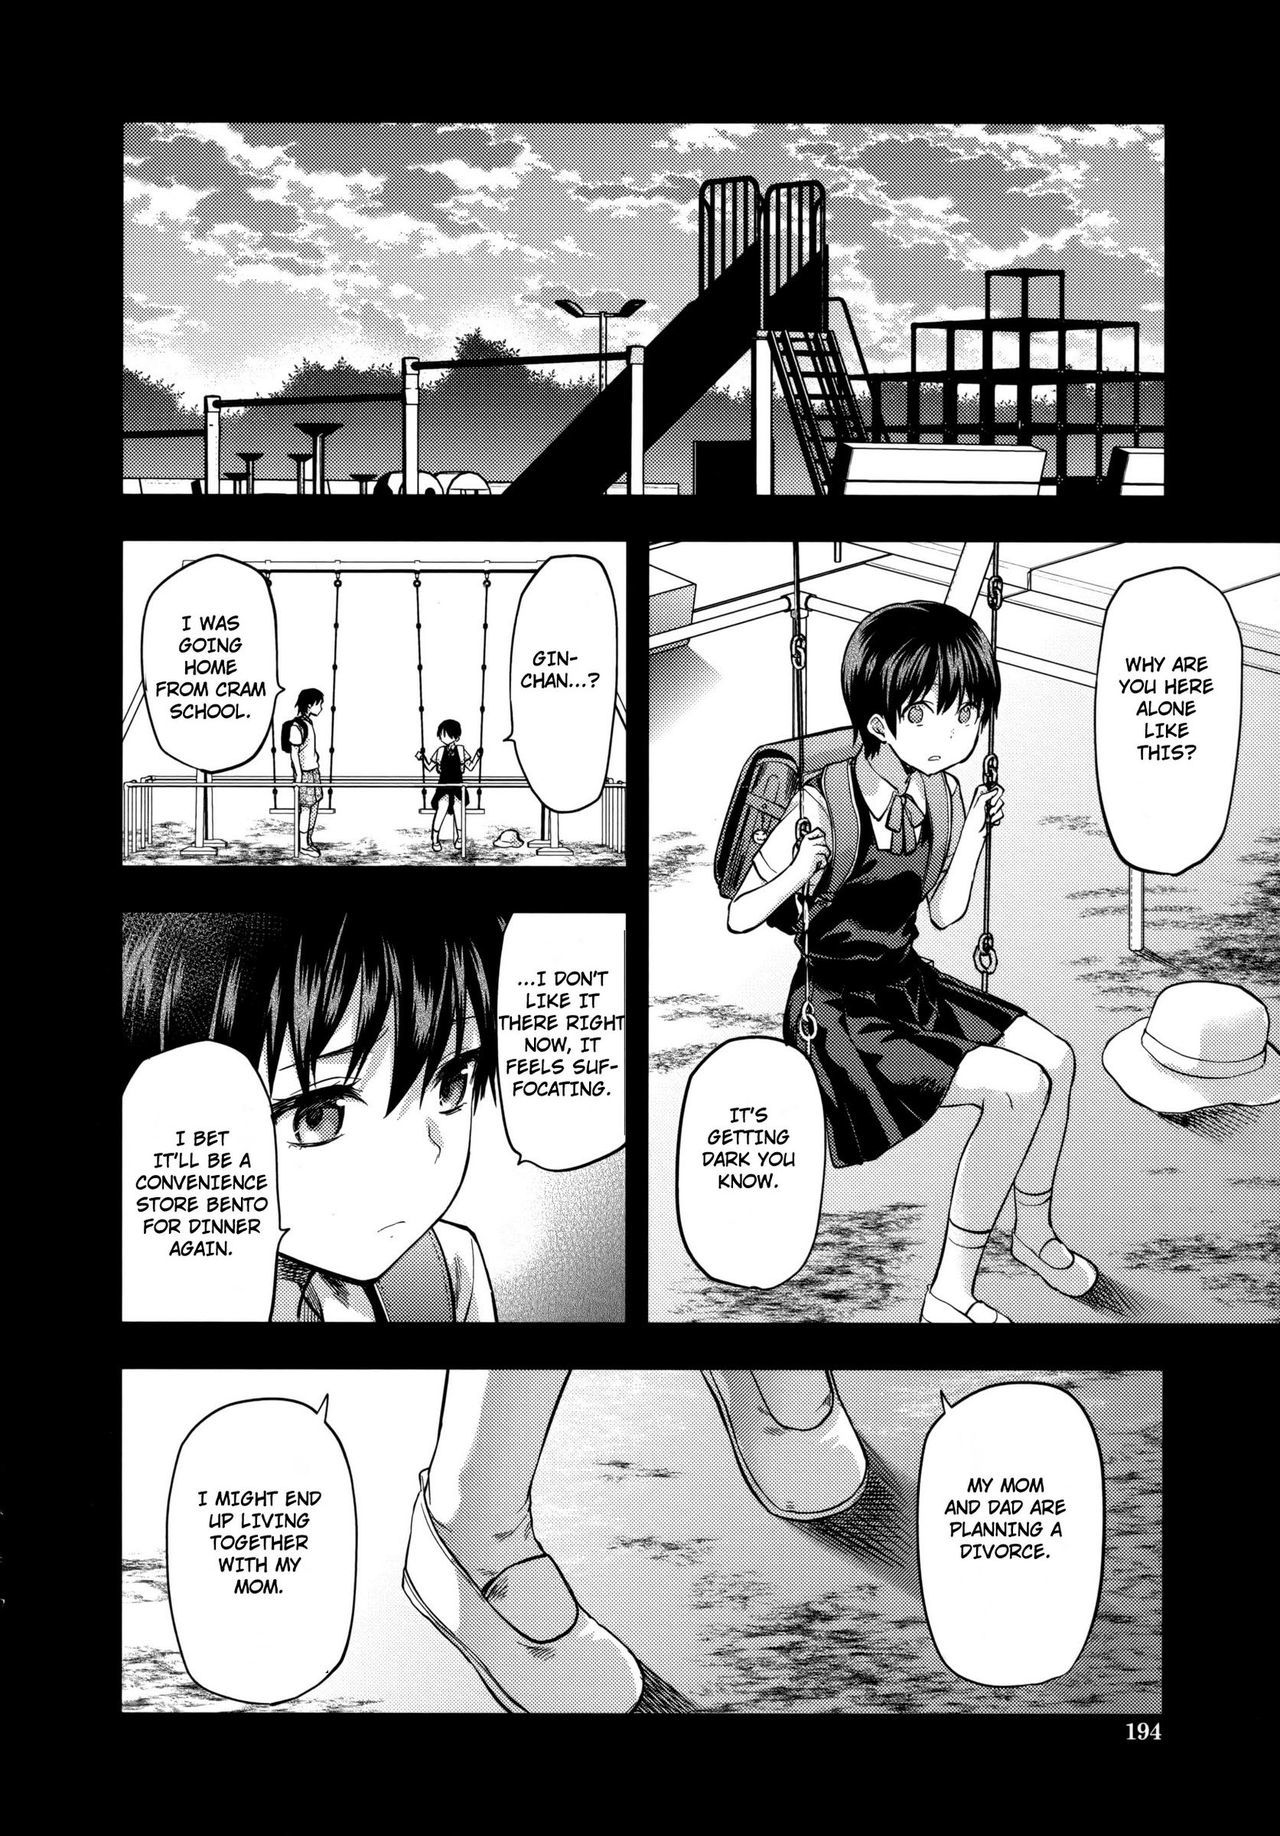 WHY ARE
YOU HERE
ALONE
LIKE
THIS?
IT'S
GETTING
DARK YOU
KNOW.
GIN-
CHAN...?
I WAS
GOING
HOME
FROM CRAM
SCHOOL.
...I DON'T
LIKE IT
THERE RIGHT
NOW, IT
FEELS SUF-
FOCATING.
I BET
IT'LL BE A
CONVENIENCE
STORE BENTO
FOR DINNER
AGAIN.
MY MOM
AND DAD ARE
PLANNING A
DIVORCE.
I MIGHT END
UP LIVING
TOGETHER
WITH MY
MOM.
194